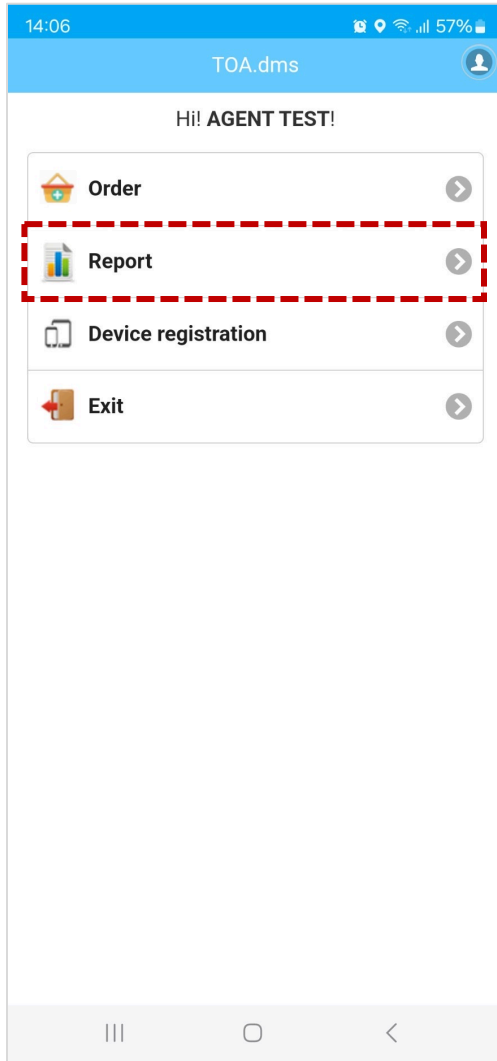 14:06 57%
TOA.dms
Hi! AGENT TEST!
Order
Report
Device registration
Exit